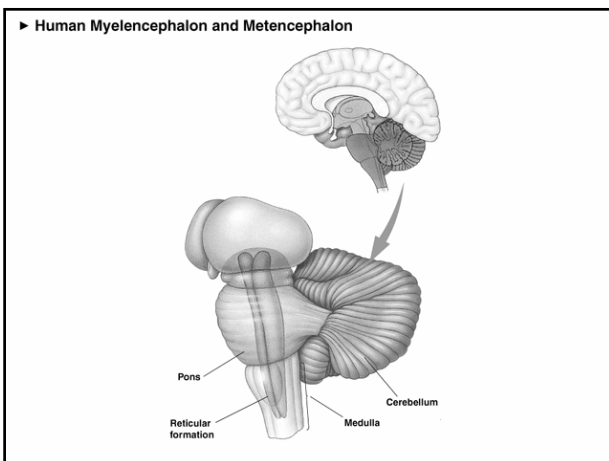 ► Human Myelencephalon and Metencephalon
Pons
Reticular
formation
Medulla
Cerebellum